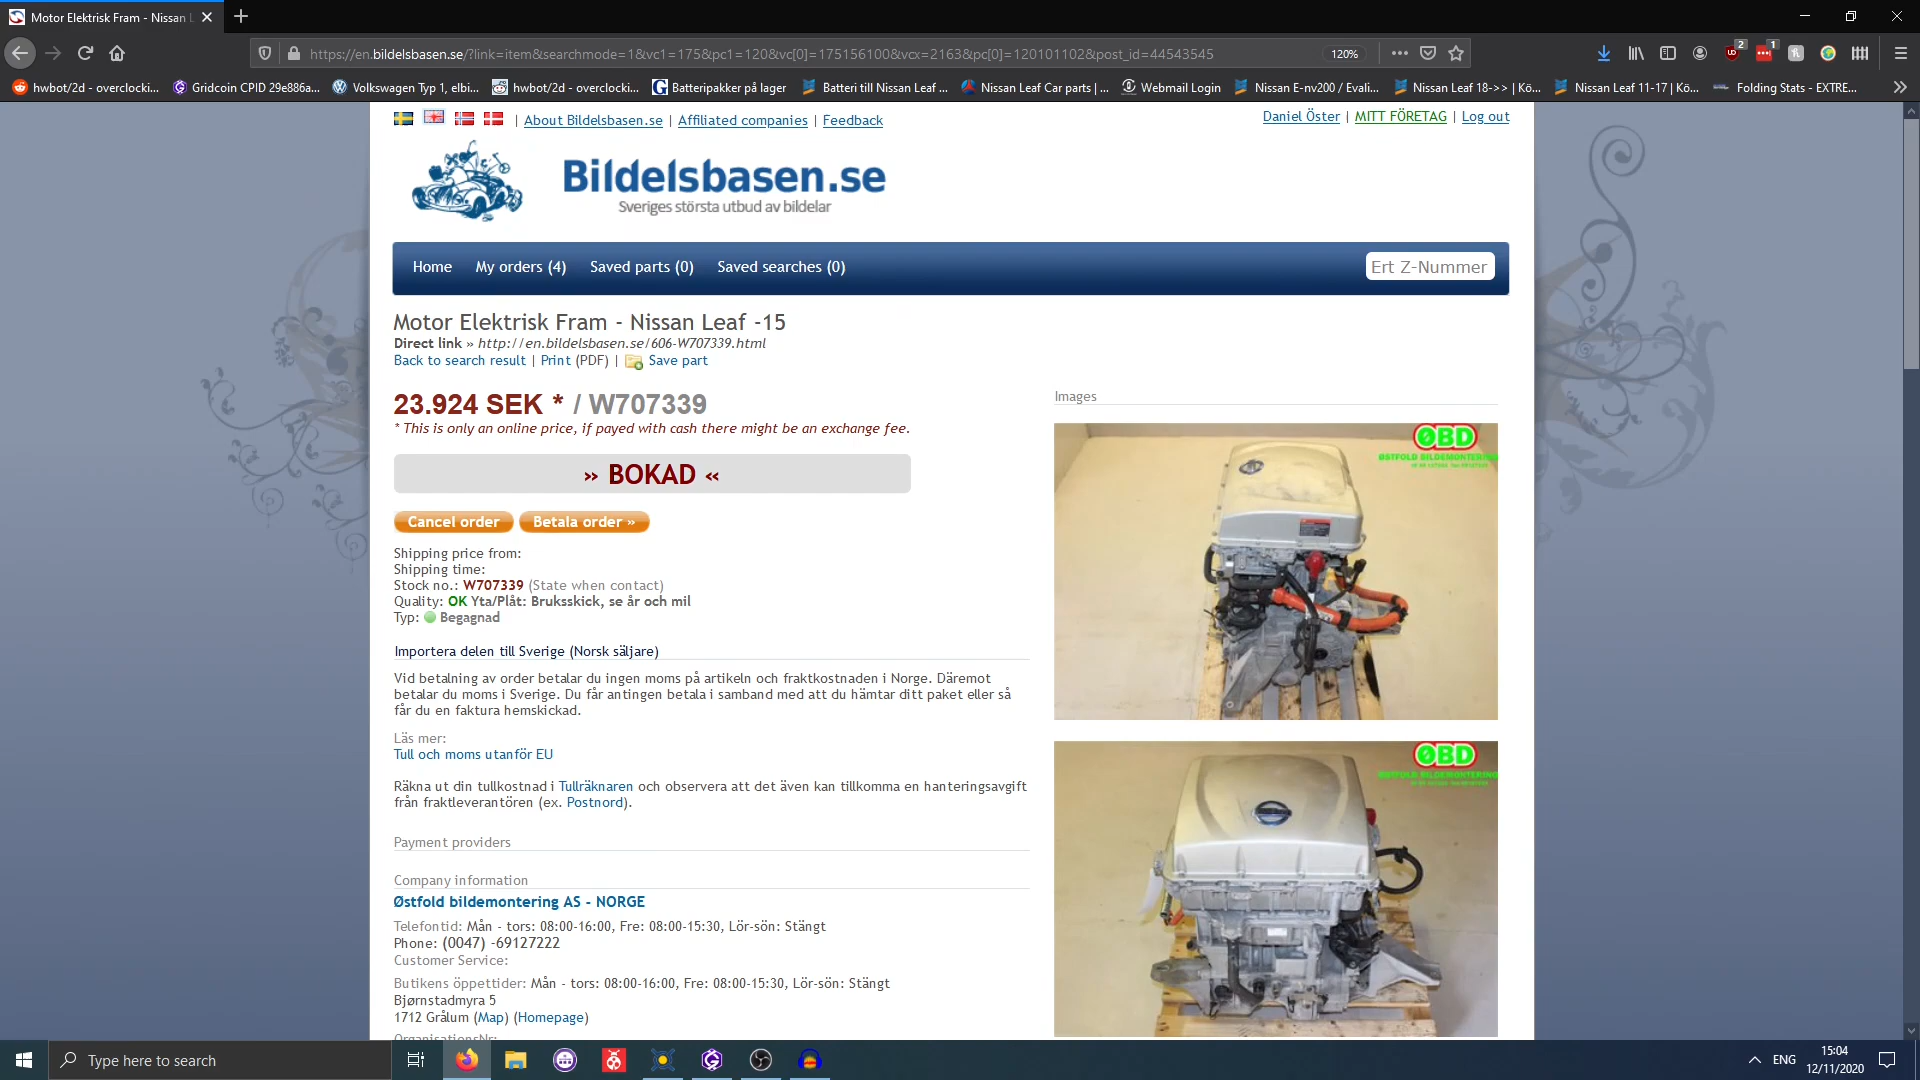 Motor Elektrisk Fram - Nissan L
https://en.bildelsbasen.se/?link=item&searchmode=1&vc1=175&pc1=120&vc[0]=175156100&vcx=2163&pc[0]=120101102&post_id=44543545
120%
2
1
hwbot/2d - overclocki...
Gridcoin CPID 29e886a...
Volkswagen Typ 1, elbi...
hwbot/2d - overclocki...
Batteripakker på lager
Batteri till Nissan Leaf ...
Nissan Leaf Car parts | ...
Webmail Login
Nissan E-nv200 / Evali...
Nissan Leaf 18->> | Kö...
Nissan Leaf 11-17 | Kö...
Folding Stats - EXTRE...
| About Bildelsbasen.se | Affiliated companies | Feedback
Daniel Öster | MITT FÖRETAG | Log out
Bildelsbasen.se
Sveriges största utbud av bildelar
Home My orders (4) Saved parts (0) Saved searches (0)
Ert Z-Nummer
Motor Elektrisk Fram - Nissan Leaf -15
Direct link » http://en.bildelsbasen.se/606-W707339.html
Back to search result | Print (PDF) | Save part
23.924 SEK * / W707339
* This is only an online price, if payed with cash there might be an exchange fee.
» BOKAD «
Cancel order Betala order »
Shipping price from:
Shipping time:
Stock no.: W707339 (State when contact)
Quality: OK Yta/Plåt: Bruksskick, se år och mil
Typ: Begagnad
Importera delen till Sverige (Norsk säljare)
Vid betalning av order betalar du ingen moms på artikeln och fraktkostnaden i Norge. Däremot
betalar du moms i Sverige. Du får antingen betala i samband med att du hämtar ditt paket eller så
får du en faktura hemskickad.
Läs mer:
Tull och moms utanför EU
Räkna ut din tullkostnad i Tullräknaren och observera att det även kan tillkomma en hanteringsavgift
från fraktleverantören (ex. Postnord).
Payment providers
Company information
Østfold bildemontering AS - NORGE
Telefontid: Mån - tors: 08:00-16:00, Fre: 08:00-15:30, Lör-sön: Stängt
Phone: (0047) -69127222
Customer Service:
Butikens öppettider: Mån - tors: 08:00-16:00, Fre: 08:00-15:30, Lör-sön: Stängt
Bjørnstadmyra 5
1712 Grålum (Map) (Homepage)
OrganisationsNr:
Images
ØBD
ØSTFOLD BILDEMONTERING
ØBD
ØSTFOLD BILDEMONTERING
Type here to search
ENG
15:04
12/11/2020